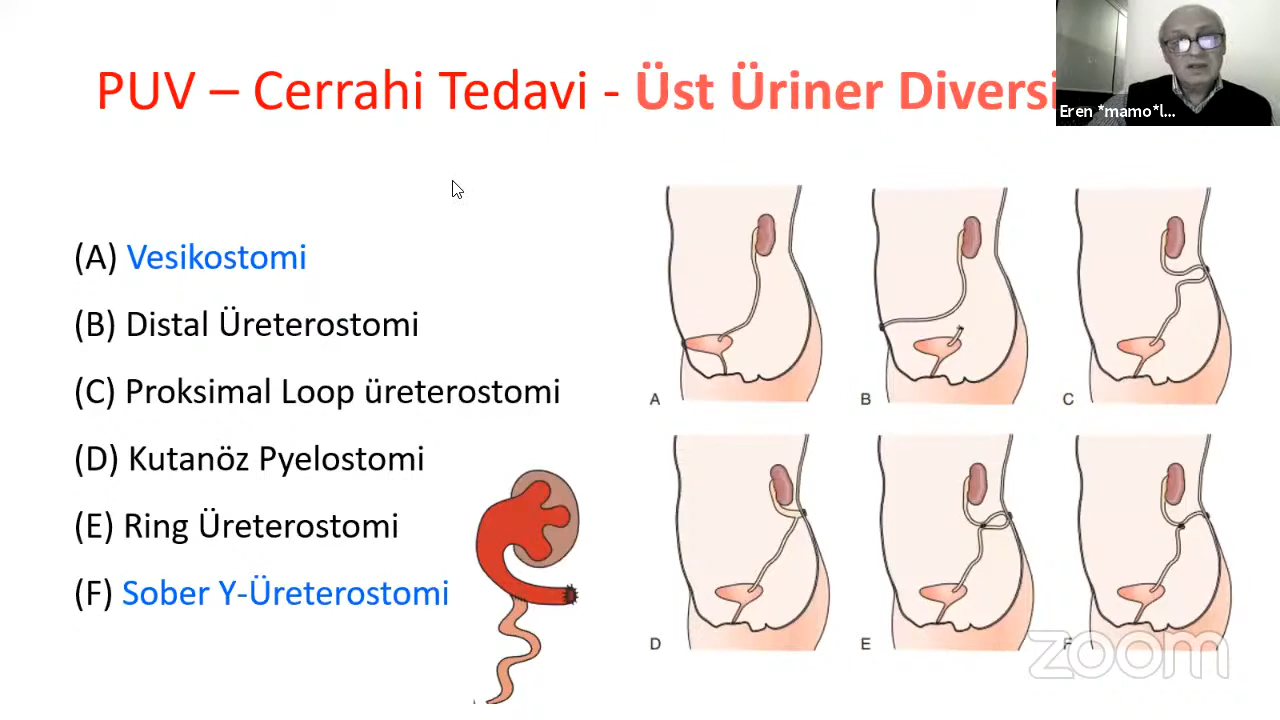 PUV – Cerrahi Tedavi - Üst Üriner Diversi
Eren *mamo*l...
(A) Vesikostomi
(B) Distal Üreterostomi
(C) Proksimal Loop üreterostomi
(D) Kutanöz Pyelostomi
(E) Ring Üreterostomi
(F) Sober Y-Üreterostomi
A
B
C
D
E
F
zoom